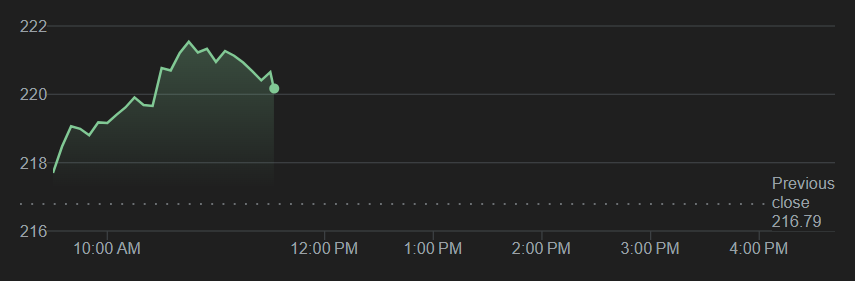 222
220
218
Previous
close
216.79
216
10:00 AM
12:00 PM
1:00 PM
2:00 PM
3:00 PM
4:00 PM